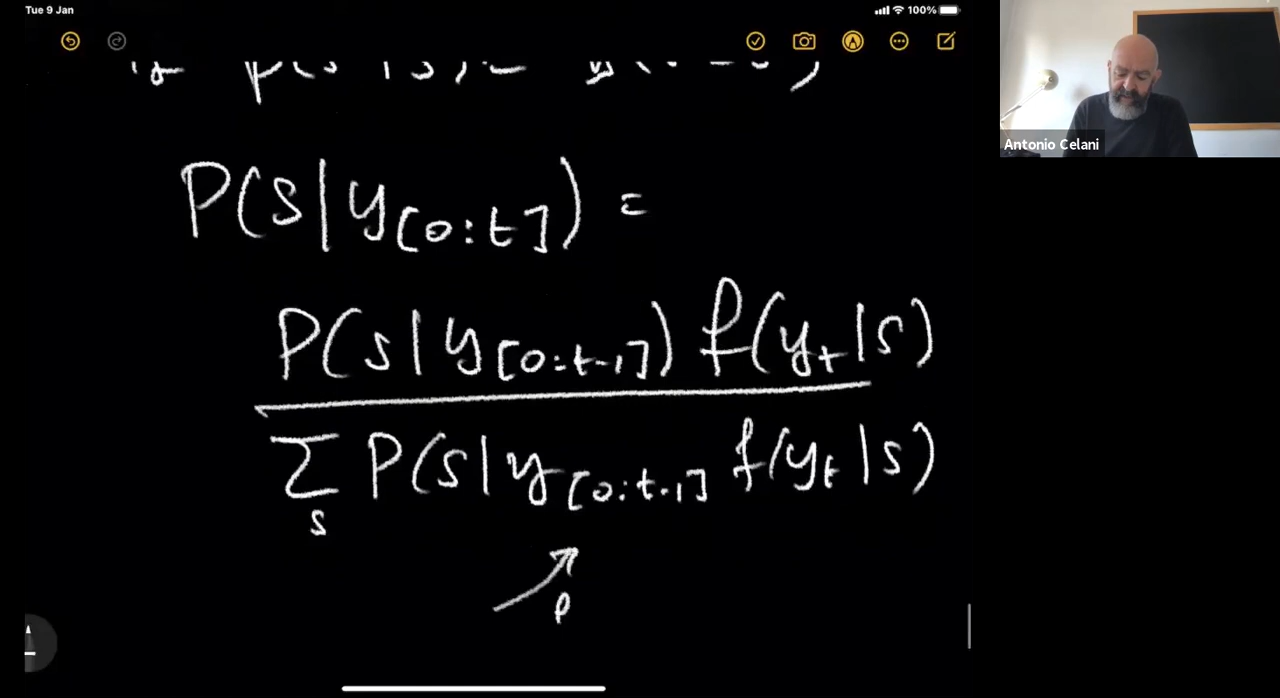 Tue 9 Jan
100%
Antonio Celani
P(s|y[0:t]) =
P(s|y[0:t-1]) f(yt|s)
Σ P(s|y[0:t-1] f(yt|s)
s
p